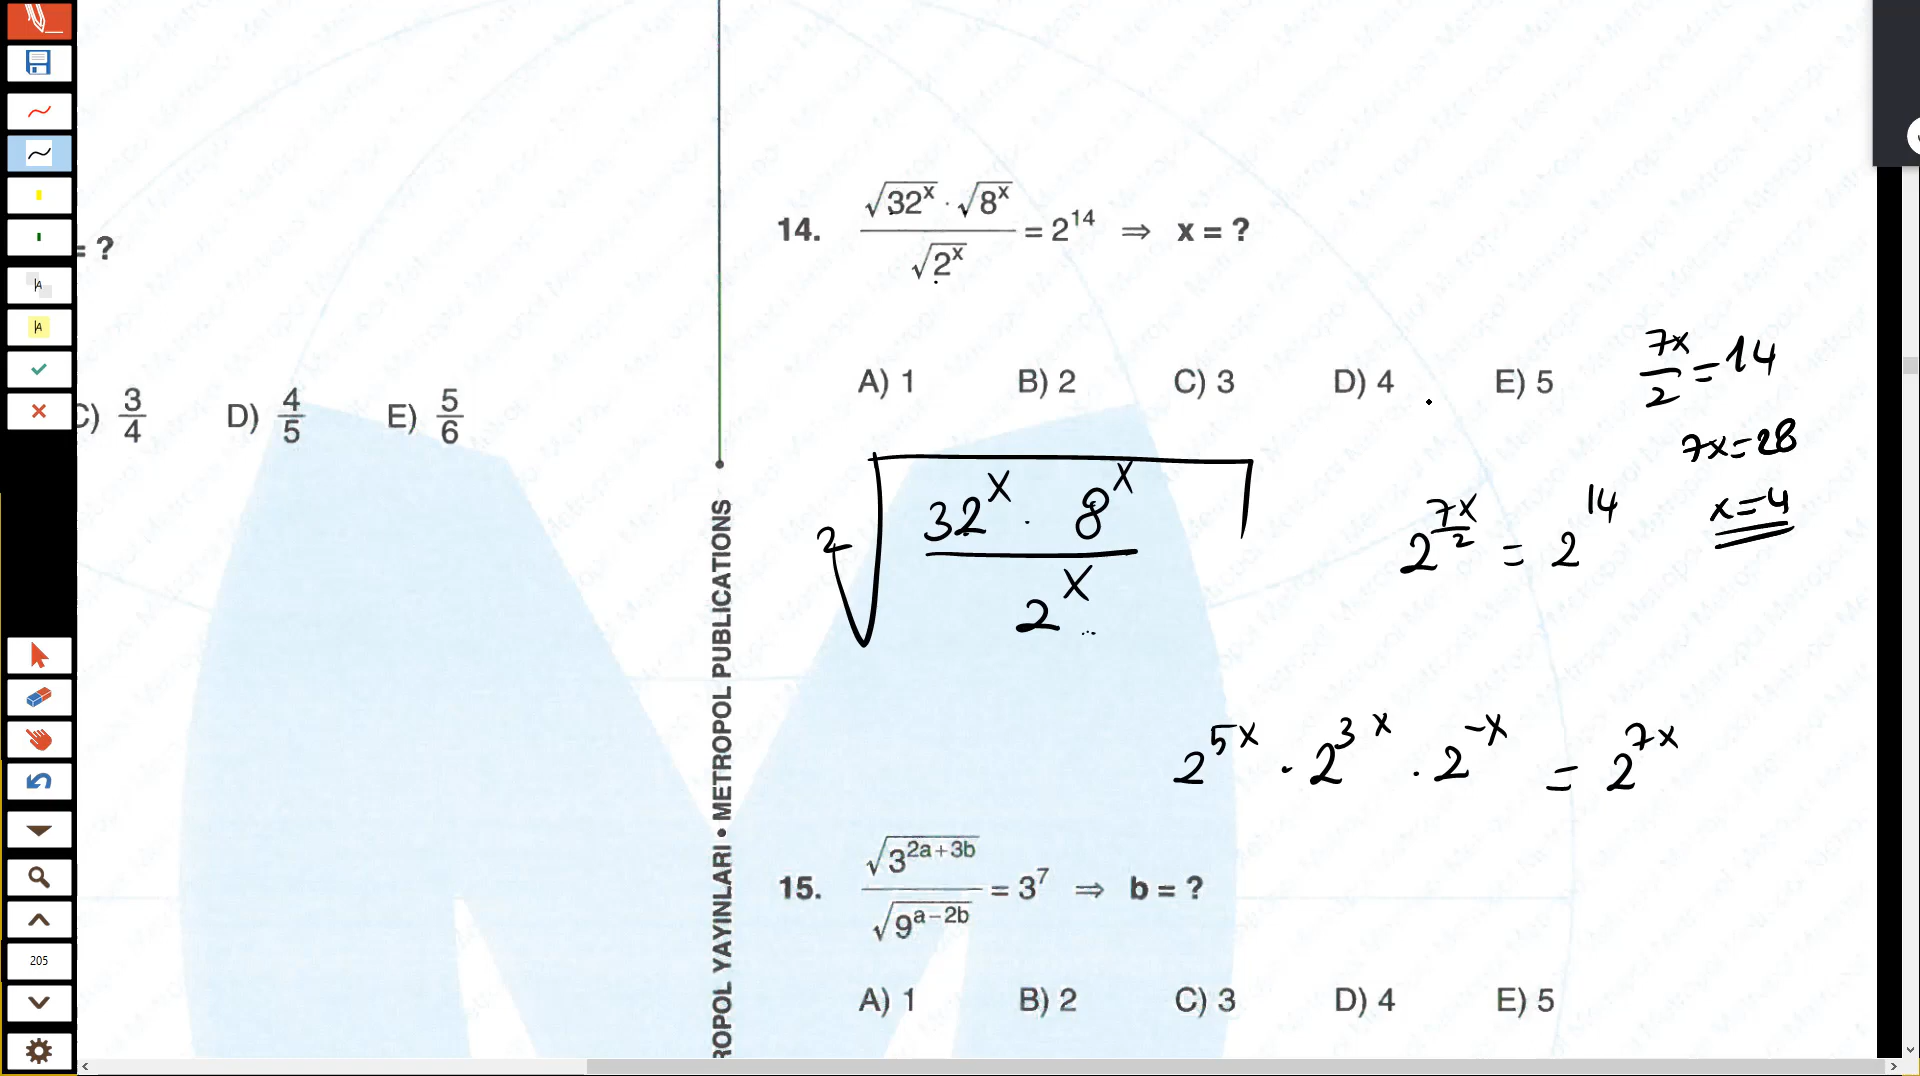 = ?
C) 3/4 D) 4/5 E) 5/6
METROPOL YAYINLARI • METROPOL PUBLICATIONS
14. √32^x · √8^x / √2^x = 2^14 ⇒ x = ?
A) 1 B) 2 C) 3 D) 4 E) 5
7x/2 = 14
7x = 28
x = 4
2^(7x/2) = 2^14
²√(32^x · 8^x / 2^x)
2^5x · 2^3x · 2^-x = 2^7x
15. √3^(2a+3b) / √9^(a-2b) = 3^7 ⇒ b = ?
A) 1 B) 2 C) 3 D) 4 E) 5
205